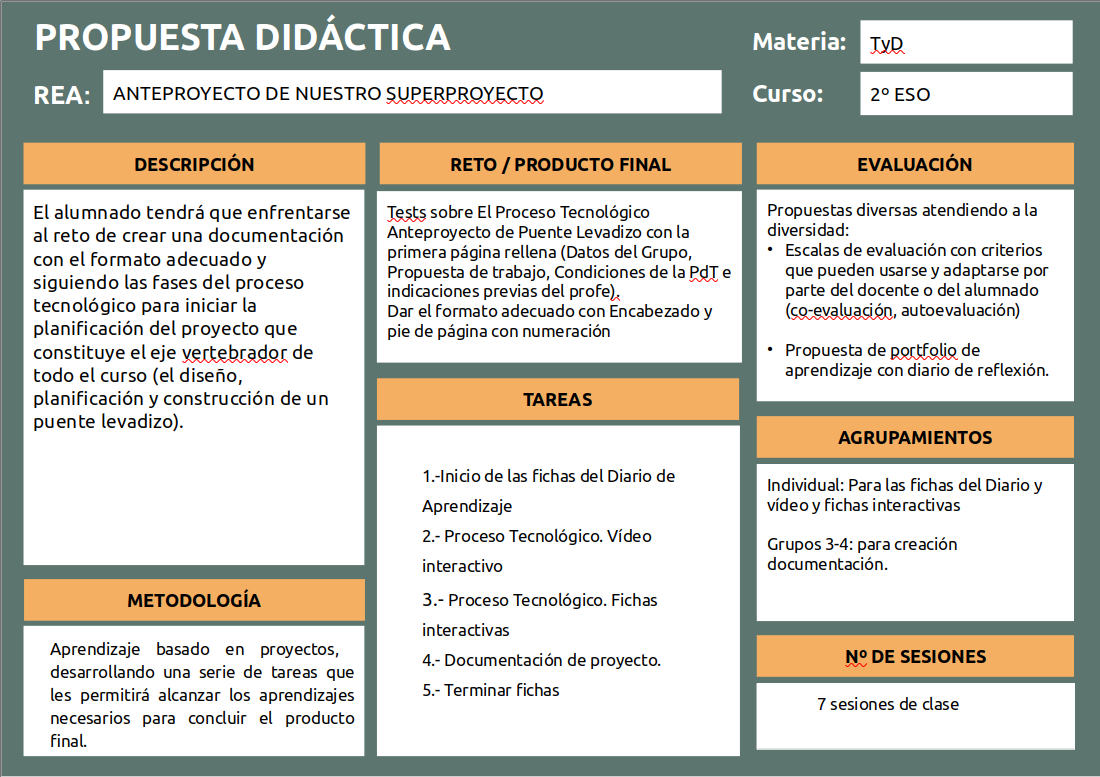 PROPUESTA DIDÁCTICA
REA:
ANTEPROYECTO DE NUESTRO SUPERPROYECTO
Materia:
TyD
Curso:
2º ESO
DESCRIPCIÓN
El alumnado tendrá que enfrentarse
al reto de crear una documentación
con el formato adecuado y
siguiendo las fases del proceso
tecnológico para iniciar la
planificación del proyecto que
constituye el eje vertebrador de
todo el curso (el diseño,
planificación y construcción de un
puente levadizo).
METODOLOGÍA
Aprendizaje basado en proyectos,
desarrollando una serie de tareas que
les permitirá alcanzar los aprendizajes
necesarios para concluir el producto
final.
RETO / PRODUCTO FINAL
Tests sobre El Proceso Tecnológico
Anteproyecto de Puente Levadizo con la
primera página rellena (Datos del Grupo,
Propuesta de trabajo, Condiciones de la PdT e
indicaciones previas del profe).
Dar el formato adecuado con Encabezado y
pie de página con numeración
TAREAS
1.-Inicio de las fichas del Diario de
Aprendizaje
2.- Proceso Tecnológico. Vídeo
interactivo
3.- Proceso Tecnológico. Fichas
interactivas
4.- Documentación de proyecto.
5.- Terminar fichas
EVALUACIÓN
Propuestas diversas atendiendo a la
diversidad:
• Escalas de evaluación con criterios
que pueden usarse y adaptarse por
parte del docente o del alumnado
(co-evaluación, autoevaluación)
• Propuesta de portfolio de
aprendizaje con diario de reflexión.
AGRUPAMIENTOS
Individual: Para las fichas del Diario y
vídeo y fichas interactivas
Grupos 3-4: para creación
documentación.
Nº DE SESIONES
7 sesiones de clase